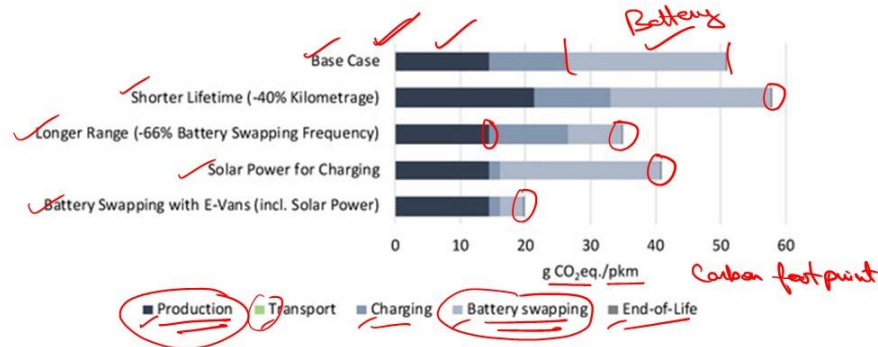 Battery
Base Case
Shorter Lifetime (-40% Kilometrage)
Longer Range (-66% Battery Swapping Frequency)
Solar Power for Charging
Battery Swapping with E-Vans (incl. Solar Power)
0 10 20 30 40 50 60
g CO₂eq./pkm
Carbon footprint
Production Transport Charging Battery swapping End-of-Life